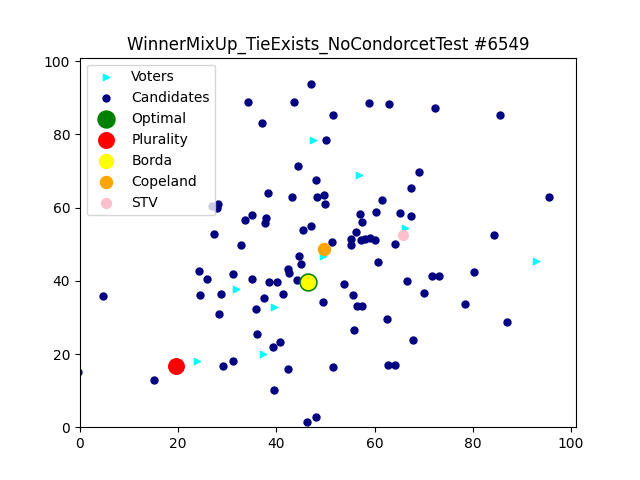 WinnerMixUp_TieExists_NoCondorcetTest #6549
Voters
Candidates
Optimal
Plurality
Borda
Copeland
STV
100
80
60
40
20
0
0 20 40 60 80 100